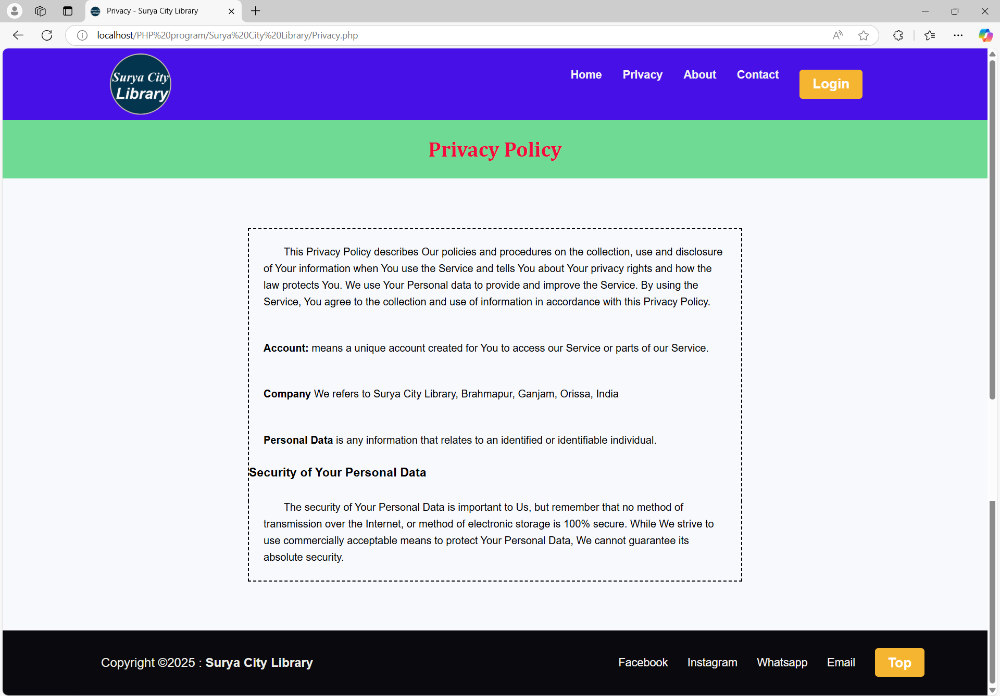 Privacy - Surya City Library
localhost/PHP%20program/Surya%20City%20Library/Privacy.php
Surya City
Library
Home Privacy About Contact Login
Privacy Policy
This Privacy Policy describes Our policies and procedures on the collection, use and disclosure
of Your information when You use the Service and tells You about Your privacy rights and how the
law protects You. We use Your Personal data to provide and improve the Service. By using the
Service, You agree to the collection and use of information in accordance with this Privacy Policy.
Account: means a unique account created for You to access our Service or parts of our Service.
Company We refers to Surya City Library, Brahmapur, Ganjam, Orissa, India
Personal Data is any information that relates to an identified or identifiable individual.
Security of Your Personal Data
The security of Your Personal Data is important to Us, but remember that no method of
transmission over the Internet, or method of electronic storage is 100% secure. While We strive to
use commercially acceptable means to protect Your Personal Data, We cannot guarantee its
absolute security.
Copyright ©2025 : Surya City Library
Facebook Instagram Whatsapp Email Top